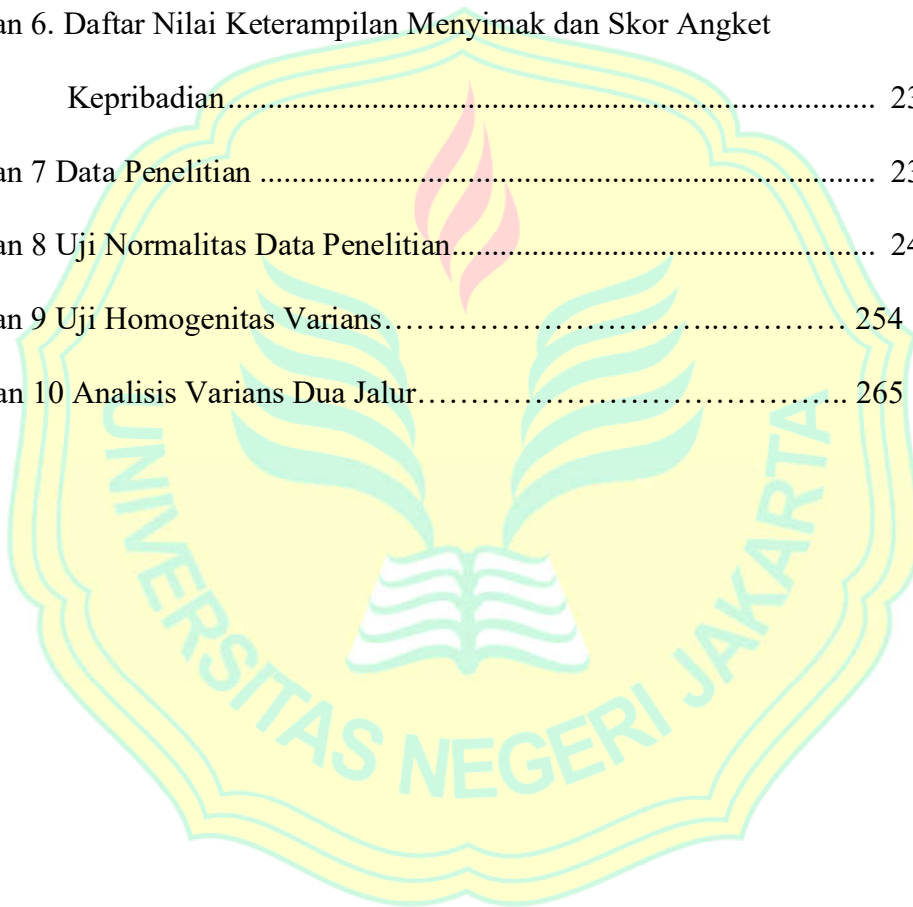 an 6. Daftar Nilai Keterampilan Menyimak dan Skor Angket
Kepribadian................................................................................. 23
an 7 Data Penelitian ............................................................................. 23
an 8 Uji Normalitas Data Penelitian..................................................... 24
an 9 Uji Homogenitas Varians…………………………..………… 254
an 10 Analisis Varians Dua Jalur………………………………….. 265
UNIVERSITAS NEGERI JAKARTA